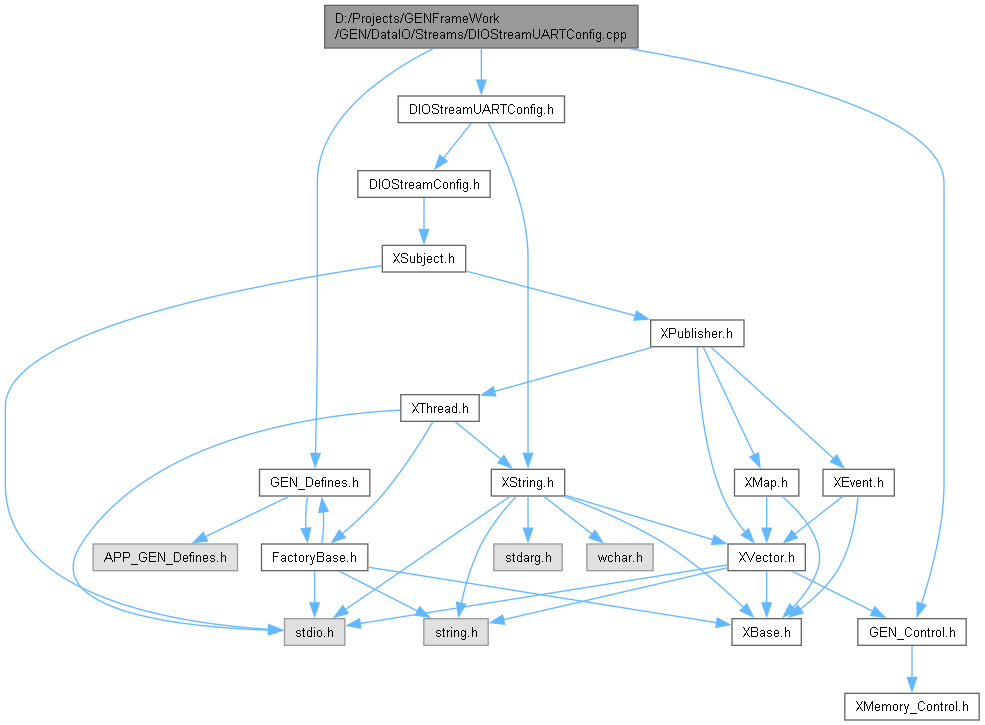 D:/Projects/GENFrameWork
/GEN/DataIO/Streams/DIOStreamUARTConfig.cpp
DIOStreamUARTConfig.h
DIOStreamConfig.h
XSubject.h
XPublisher.h
XThread.h
GEN_Defines.h
XString.h
XMap.h
XEvent.h
APP_GEN_Defines.h
FactoryBase.h
stdarg.h
wchar.h
XVector.h
stdio.h
string.h
XBase.h
GEN_Control.h
XMemory_Control.h